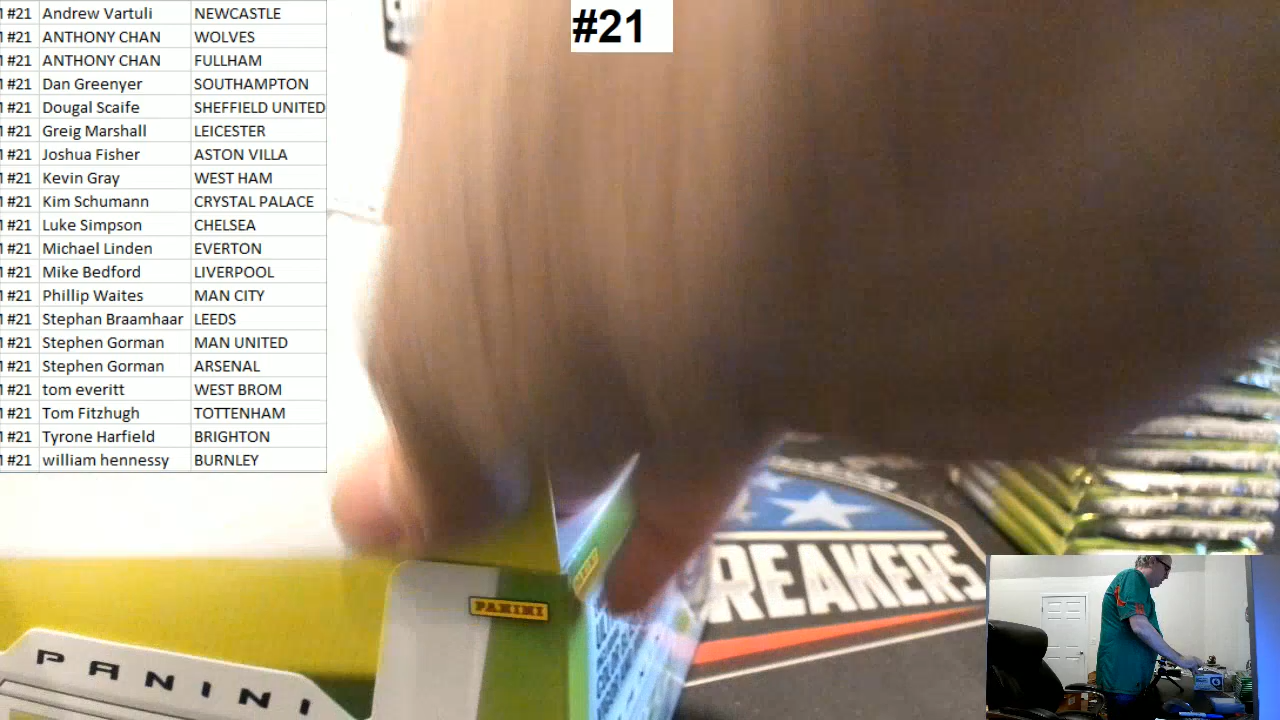 #21 Andrew Vartuli NEWCASTLE
#21 ANTHONY CHAN WOLVES
#21 ANTHONY CHAN FULLHAM
#21 Dan Greenyer SOUTHAMPTON
#21 Dougal Scaife SHEFFIELD UNITED
#21 Greig Marshall LEICESTER
#21 Joshua Fisher ASTON VILLA
#21 Kevin Gray WEST HAM
#21 Kim Schumann CRYSTAL PALACE
#21 Luke Simpson CHELSEA
#21 Michael Linden EVERTON
#21 Mike Bedford LIVERPOOL
#21 Phillip Waites MAN CITY
#21 Stephan Braamhaar LEEDS
#21 Stephen Gorman MAN UNITED
#21 Stephen Gorman ARSENAL
#21 tom everitt WEST BROM
#21 Tom Fitzhugh TOTTENHAM
#21 Tyrone Harfield BRIGHTON
#21 william hennessy BURNLEY
#21
REAKERS
PANINI
PANINI